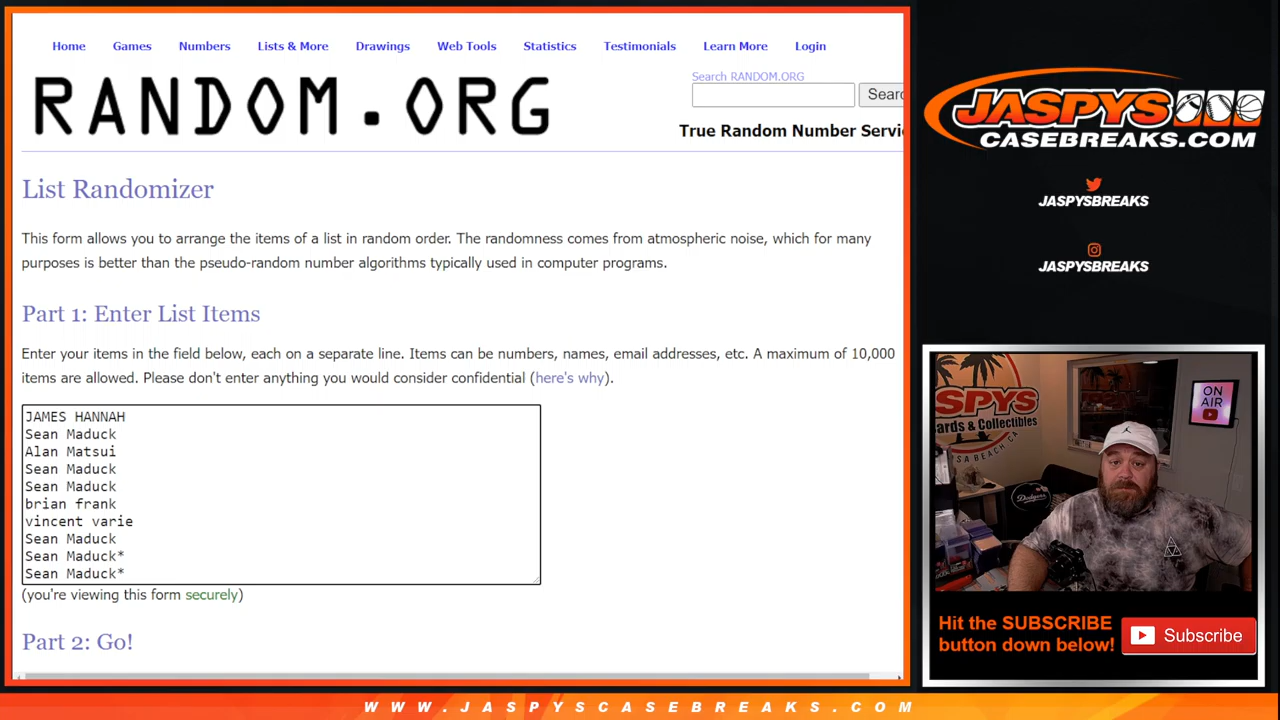 Home Games Numbers Lists & More Drawings Web Tools Statistics Testimonials Learn More Login
RANDOM.ORG
Search RANDOM.ORG
True Random Number Servi
List Randomizer
This form allows you to arrange the items of a list in random order. The randomness comes from atmospheric noise, which for many
purposes is better than the pseudo-random number algorithms typically used in computer programs.
Part 1: Enter List Items
Enter your items in the field below, each on a separate line. Items can be numbers, names, email addresses, etc. A maximum of 10,000
items are allowed. Please don't enter anything you would consider confidential (here's why).
JAMES HANNAH
Sean Maduck
Alan Matsui
Sean Maduck
Sean Maduck
brian frank
vincent varie
Sean Maduck
Sean Maduck*
Sean Maduck*
(you're viewing this form securely)
Part 2: Go!
JASPYS
CASEBREAKS.COM
JASPYSBREAKS
JASPYSBREAKS
ON
AIR
Dodgers
Hit the SUBSCRIBE
button down below!
Subscribe
WWW.JASPYSCASEBREAKS.COM